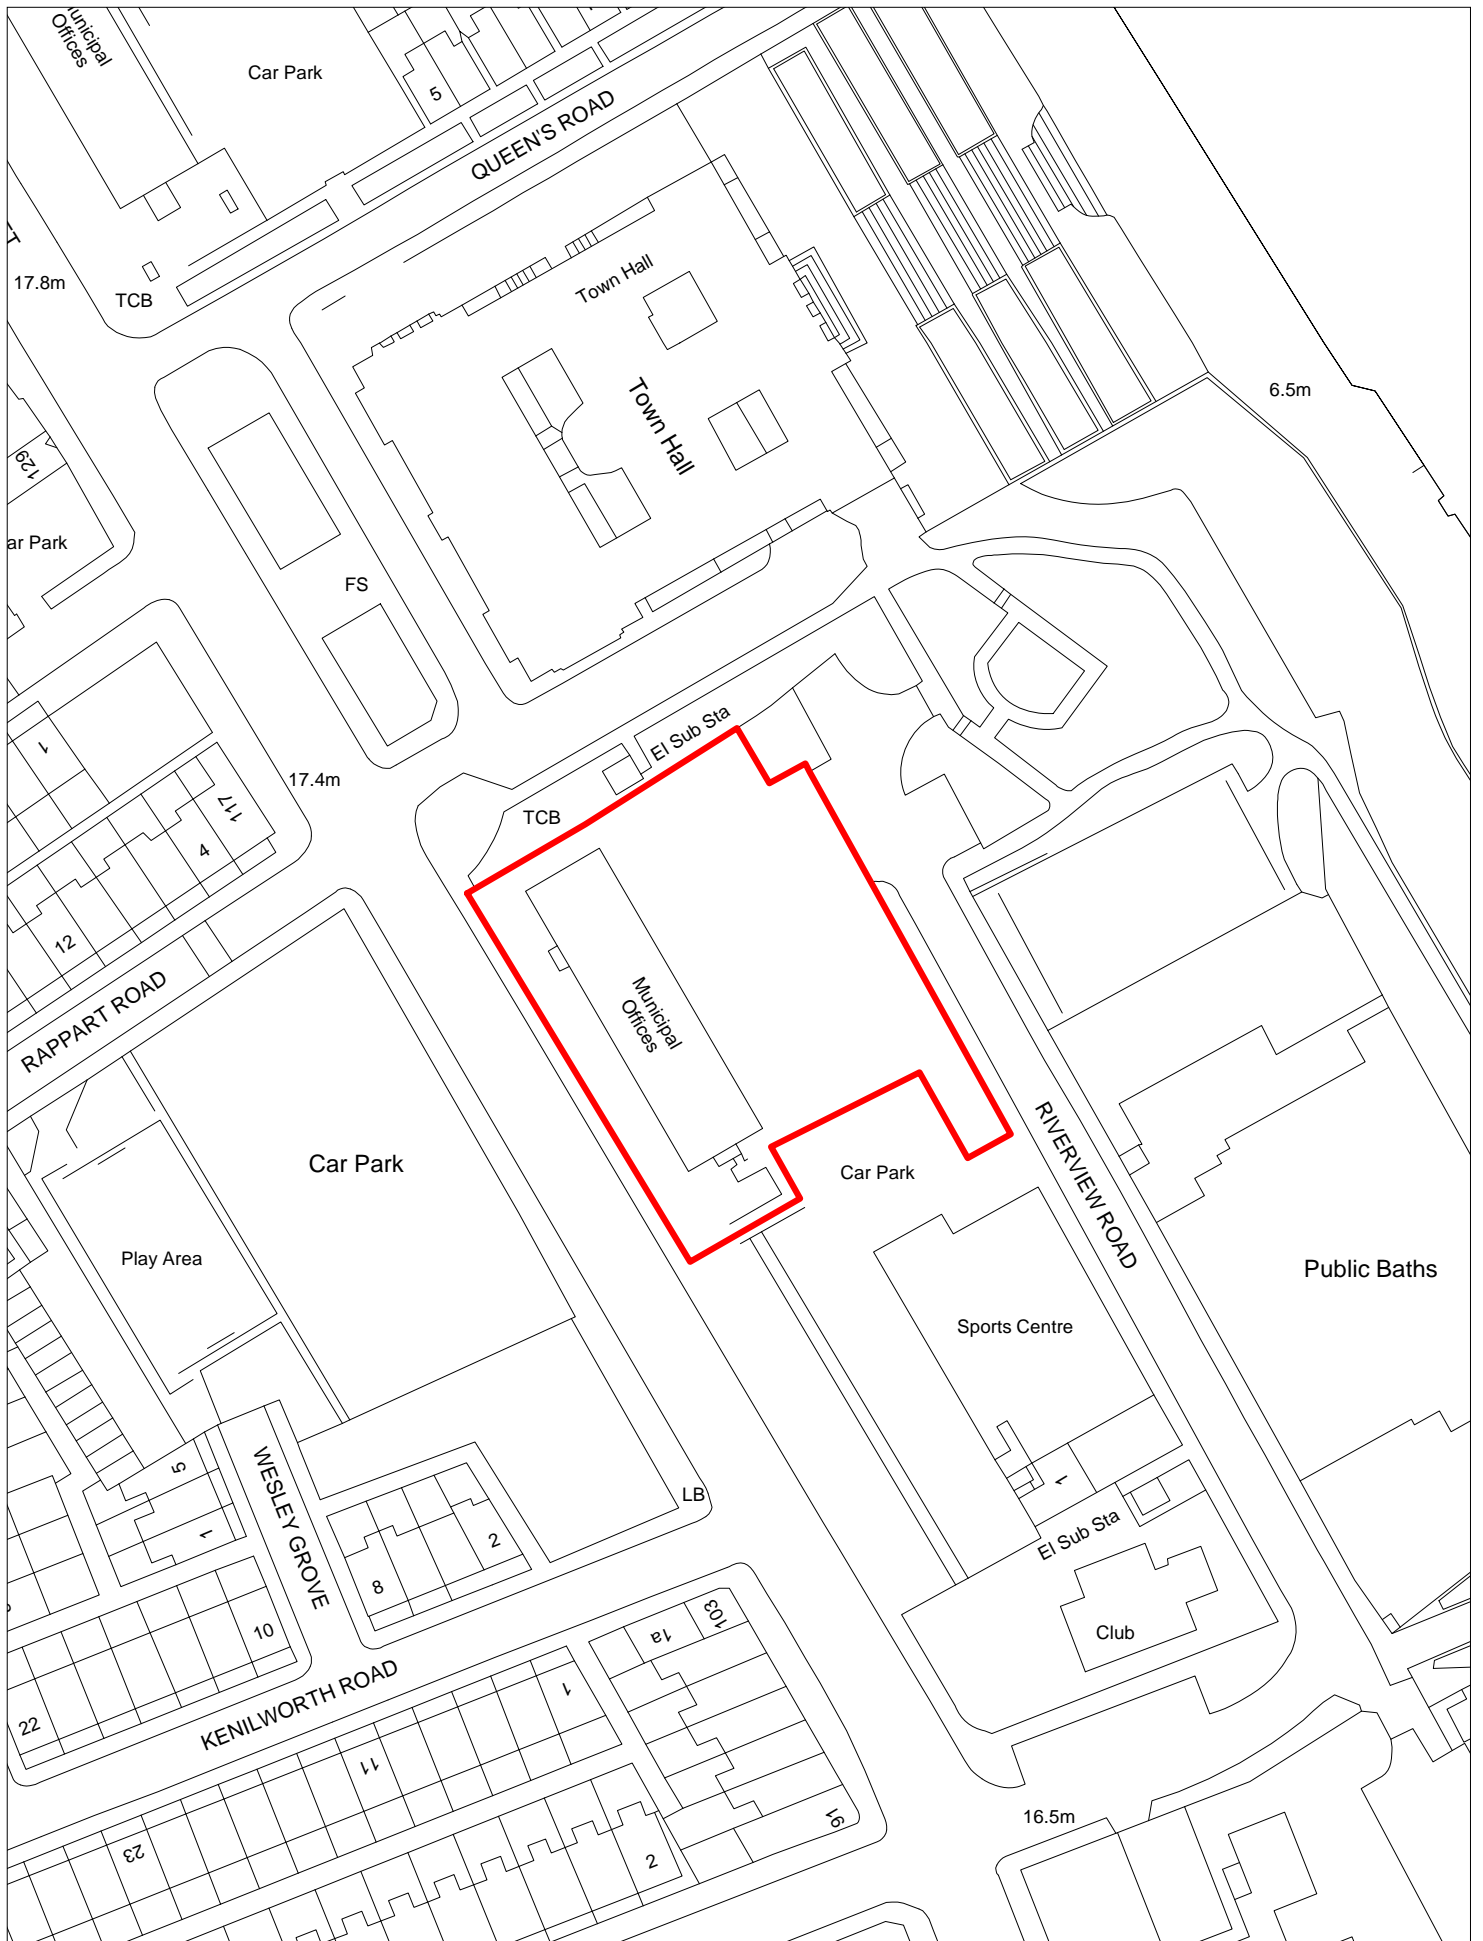 Municipal
Offices
Car Park
5
QUEEN'S ROAD
17.8m
TCB
Town Hall
Town Hall
6.5m
129
ar Park
FS
1
El Sub Sta
17.4m
117
TCB
4
12
RAPPART ROAD
Municipal
Offices
Car Park
Car Park
RIVERVIEW ROAD
Play Area
Public Baths
Sports Centre
5
1
WESLEY GROVE
LB
2
8
1
El Sub Sta
Club
10
103
1a
22
KENILWORTH ROAD
1
11
23
91
2
16.5m